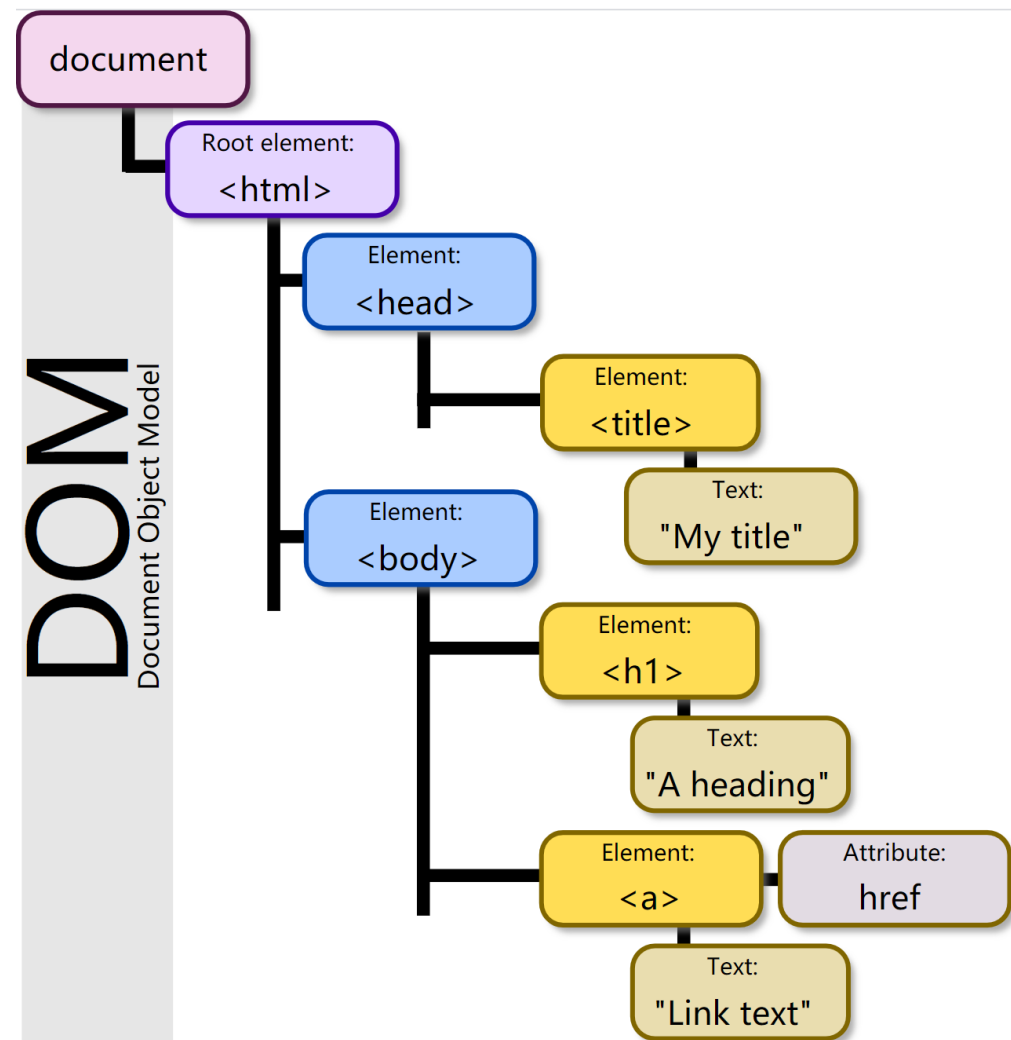 document
Root element:
<html>
Element:
<head>
Element:
<title>
Text:
"My title"
Element:
<body>
Element:
<h1>
Text:
"A heading"
Element:
<a>
Attribute:
href
Text:
"Link text"
DOM
Document Object Model